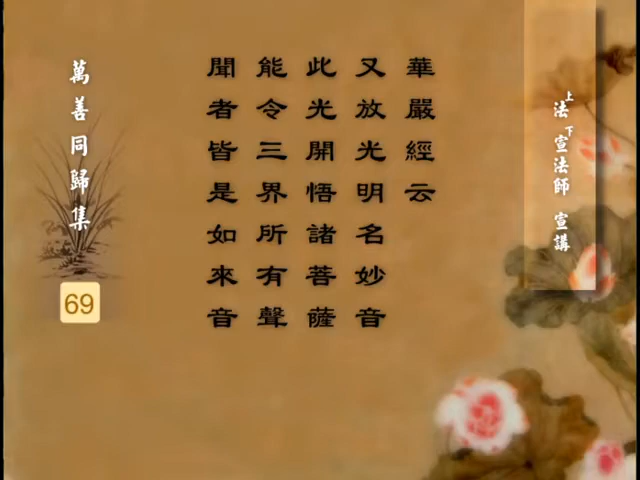 上法下宣法師 宣講
華嚴經云
又放光明名妙音
此光開悟諸菩薩
能令三界所有聲
聞者皆是如來音
萬善同歸集
69